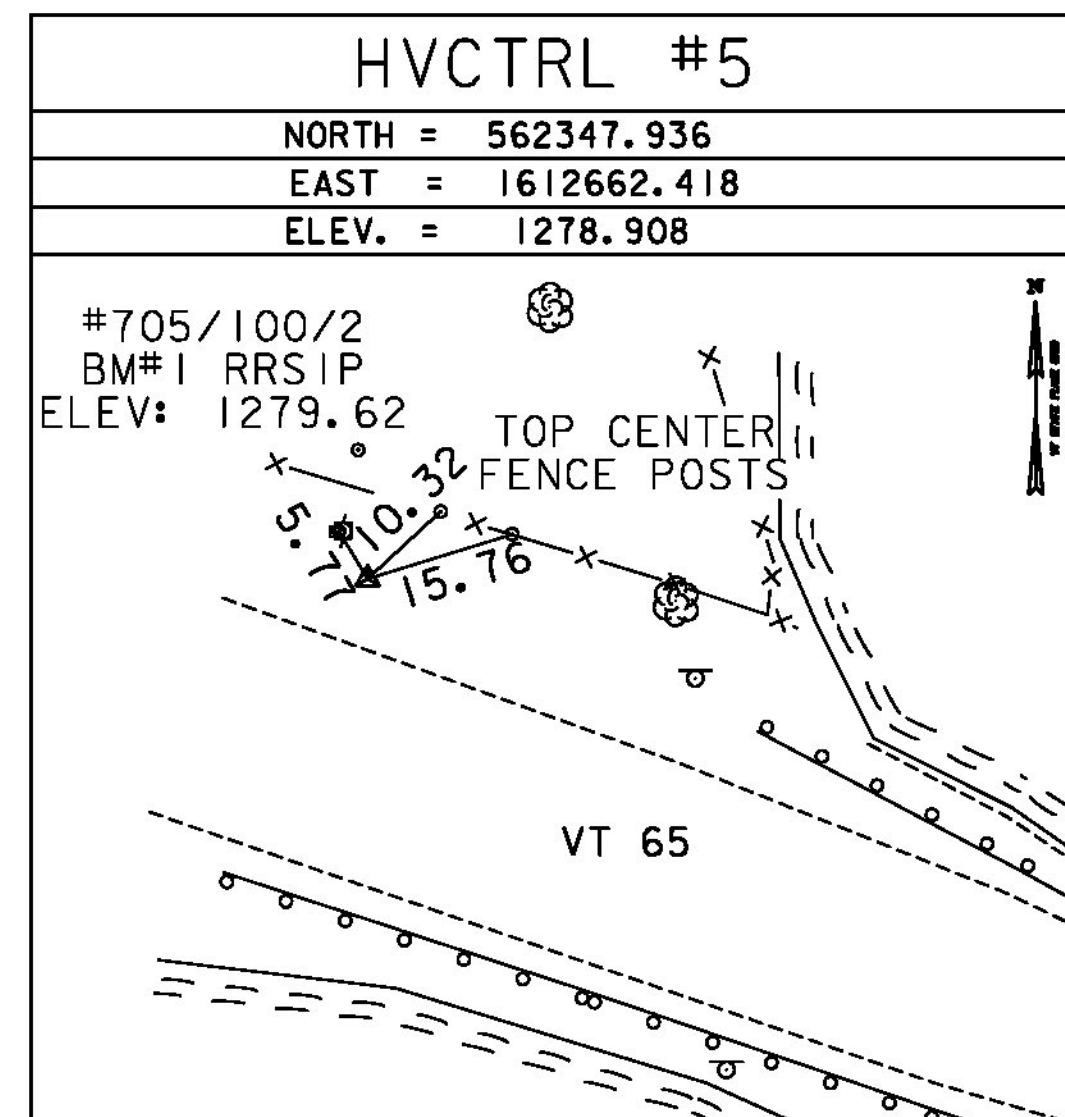 HVCTRL #5
NORTH = 562347.936
EAST = 1612662.418
ELEV. = 1278.908
N
#705/100/2
BM#1 RRSIP
ELEV: 1279.62
TOP CENTER
FENCE POSTS
10.32
5.77
15.76
VT 65